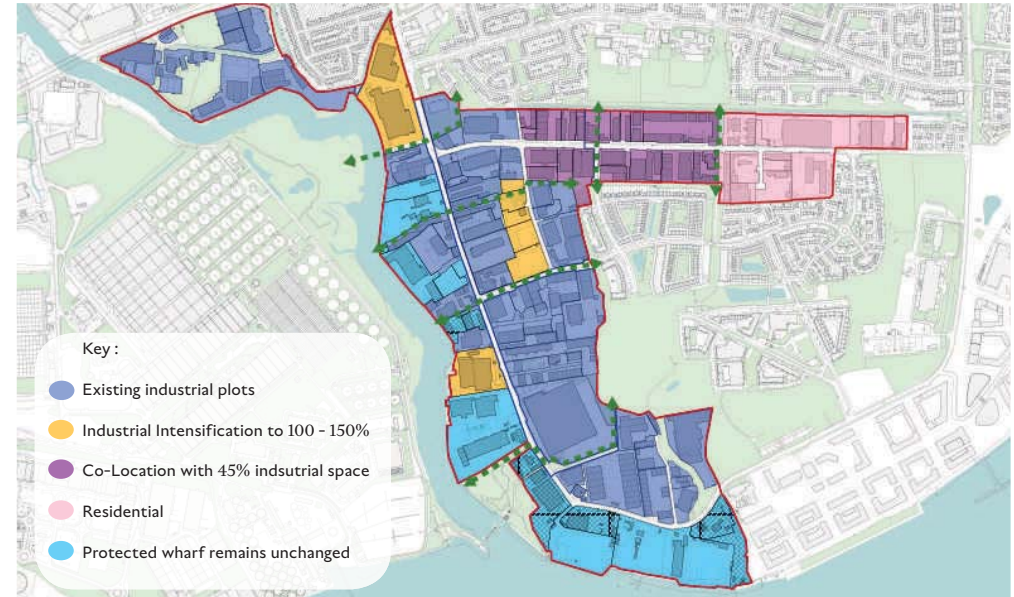 Key :
Existing industrial plots
Industrial Intensification to 100 - 150%
Co-Location with 45% indsutrial space
Residential
Protected wharf remains unchanged